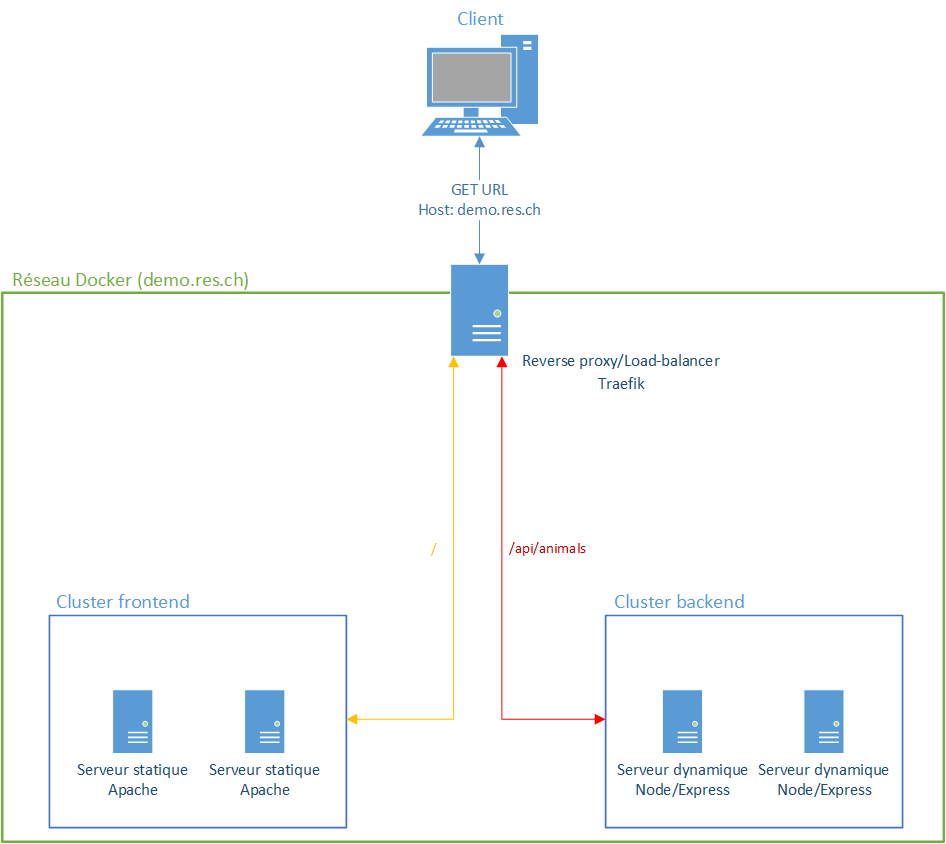 Client
GET URL
Host: demo.res.ch
Réseau Docker (demo.res.ch)
Reverse proxy/Load-balancer
Traefik
/
/api/animals
Cluster frontend
Cluster backend
Serveur statique
Apache
Serveur statique
Apache
Serveur dynamique
Node/Express
Serveur dynamique
Node/Express